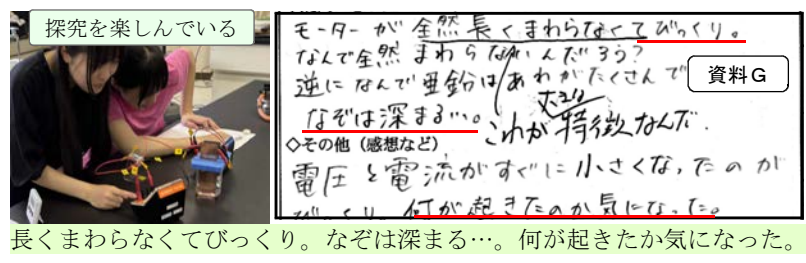 探究を楽しんでいる
モーターが全然長くまわらなくてびっくり。
なんで全然まわらないんだろう?
逆になんで亜鉛はあわがたくさんで
資料G
なぞは深まる…。
これが特徴なんだ.
◇その他(感想など)
電圧と電流がすぐに小さくなったのが
びっくり.何が起きたのか気になった。
長くまわらなくてびっくり。なぞは深まる…。何が起きたか気になった。